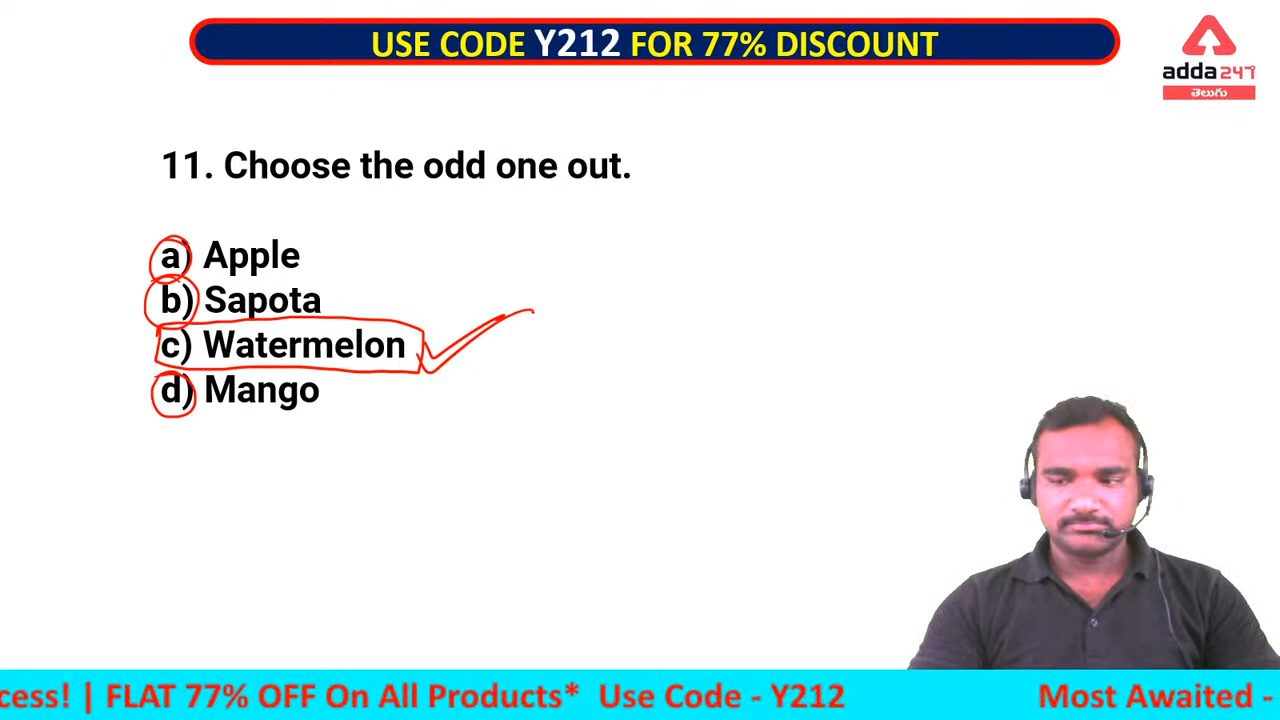 USE CODE Y212 FOR 77% DISCOUNT
adda247
తెలుగు
11. Choose the odd one out.
a) Apple
b) Sapota
c) Watermelon
d) Mango
cess! | FLAT 77% OFF On All Products* Use Code - Y212 Most Awaited -